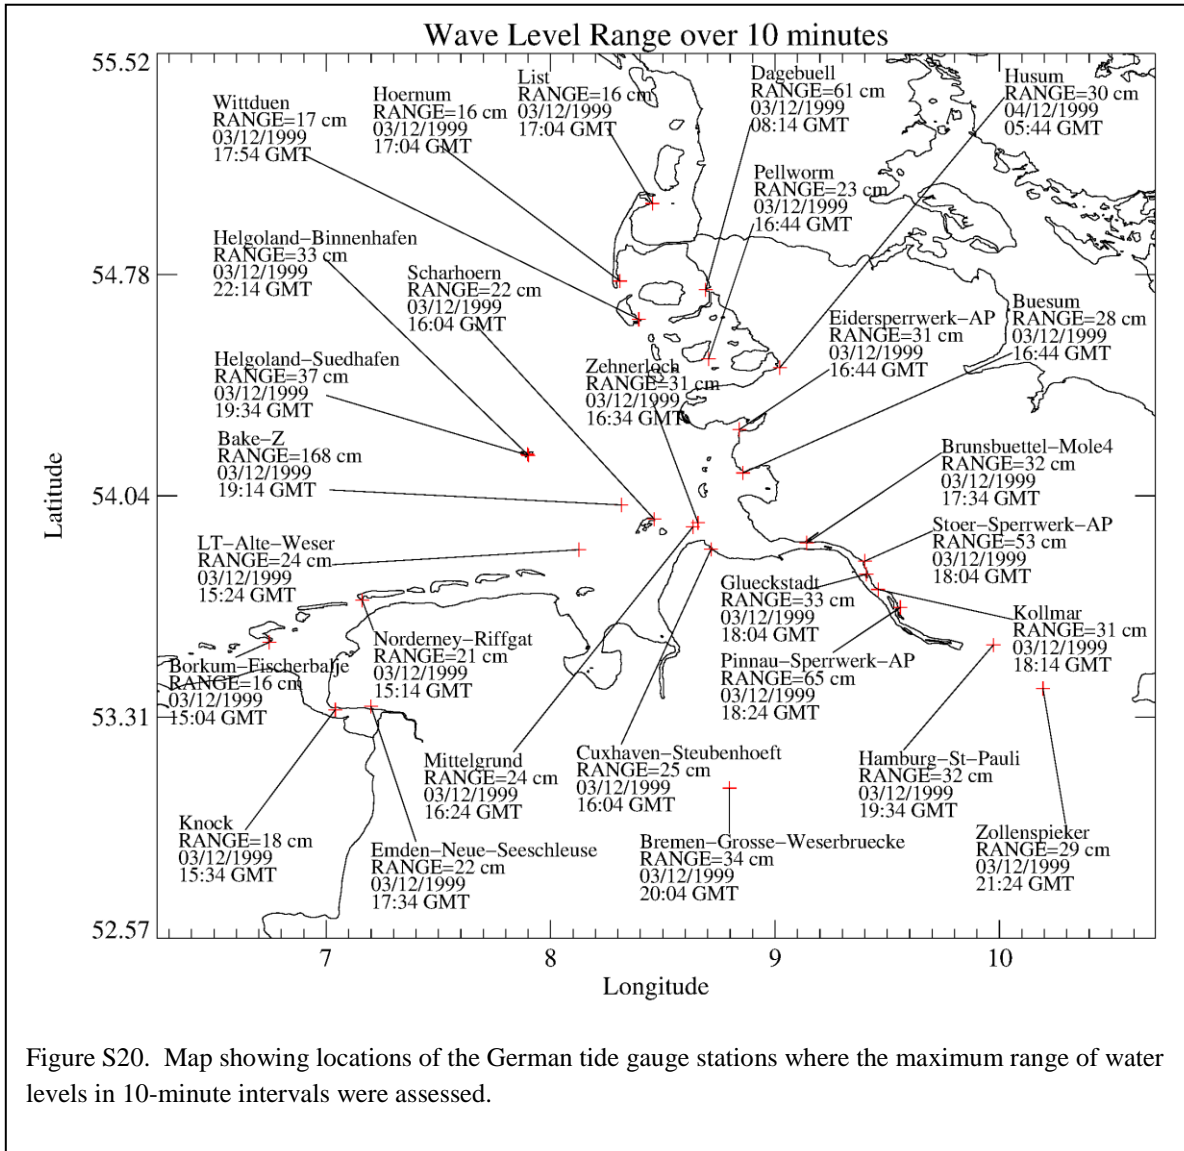 Wave Level Range over 10 minutes
55.52
54.78
54.04
53.31
52.57
Latitude
Wittduen
RANGE=17 cm
03/12/1999
17:54 GMT
Hoernum
RANGE=16 cm
03/12/1999
17:04 GMT
List
RANGE=16 cm
03/12/1999
17:04 GMT
Dagebuell
RANGE=61 cm
03/12/1999
08:14 GMT
Husum
RANGE=30 cm
04/12/1999
05:44 GMT
Pellworm
RANGE=23 cm
03/12/1999
16:44 GMT
Helgoland-Binnenhafen
RANGE=33 cm
03/12/1999
22:14 GMT
Scharhoern
RANGE=22 cm
03/12/1999
16:04 GMT
Eidersperrwerk-AP
RANGE=31 cm
03/12/1999
16:44 GMT
Buesum
RANGE=28 cm
03/12/1999
16:44 GMT
Helgoland-Suedhafen
RANGE=37 cm
03/12/1999
19:34 GMT
Zehnerloch
RANGE=31 cm
03/12/1999
16:34 GMT
Bake-Z
RANGE=168 cm
03/12/1999
19:14 GMT
Brunsbuettel-Mole4
RANGE=32 cm
03/12/1999
17:34 GMT
LT-Alte-Weser
RANGE=24 cm
03/12/1999
15:24 GMT
Stoer-Sperrwerk-AP
RANGE=53 cm
03/12/1999
18:04 GMT
Glueckstadt
RANGE=33 cm
03/12/1999
18:04 GMT
Kollmar
RANGE=31 cm
03/12/1999
18:14 GMT
Norderney-Riffgat
RANGE=21 cm
03/12/1999
15:14 GMT
Borkum-Fischerbalje
RANGE=16 cm
03/12/1999
15:04 GMT
Pinnau-Sperrwerk-AP
RANGE=65 cm
03/12/1999
18:24 GMT
Mittelgrund
RANGE=24 cm
03/12/1999
16:24 GMT
Cuxhaven-Steubenhoeft
RANGE=25 cm
03/12/1999
16:04 GMT
Hamburg-St-Pauli
RANGE=32 cm
03/12/1999
19:34 GMT
Knock
RANGE=18 cm
03/12/1999
15:34 GMT
Emden-Neue-Seeschleuse
RANGE=22 cm
03/12/1999
17:34 GMT
Bremen-Grosse-Weserbruecke
RANGE=34 cm
03/12/1999
20:04 GMT
Zollenspieker
RANGE=29 cm
03/12/1999
21:24 GMT
7 8 9 10
Longitude
Figure S20. Map showing locations of the German tide gauge stations where the maximum range of water
levels in 10-minute intervals were assessed.